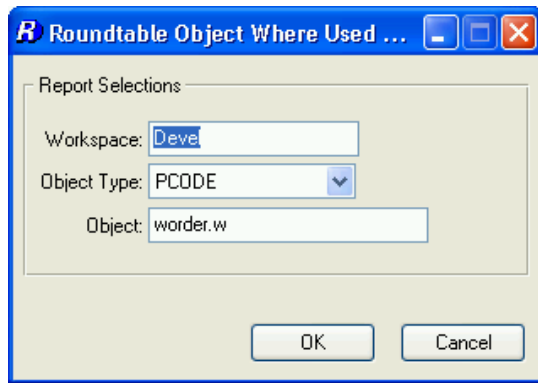 Roundtable Object Where Used ...
Report Selections
Workspace: Devel
Object Type: PCODE
Object: worder.w
OK Cancel